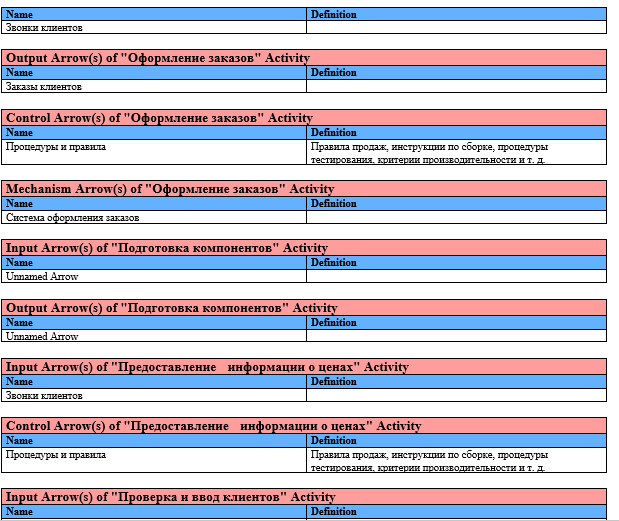 Name Definition
Звонки клиентов
Output Arrow(s) of "Оформление заказов" Activity
Name Definition
Заказы клиентов
Control Arrow(s) of "Оформление заказов" Activity
Name Definition
Процедуры и правила Правила продаж, инструкции по сборке, процедуры
тестирования, критерии производительности и т. д.
Mechanism Arrow(s) of "Оформление заказов" Activity
Name Definition
Система оформления заказов
Input Arrow(s) of "Подготовка компонентов" Activity
Name Definition
Unnamed Arrow
Output Arrow(s) of "Подготовка компонентов" Activity
Name Definition
Unnamed Arrow
Input Arrow(s) of "Предоставление информации о ценах" Activity
Name Definition
Звонки клиентов
Control Arrow(s) of "Предоставление информации о ценах" Activity
Name Definition
Процедуры и правила Правила продаж, инструкции по сборке, процедуры
тестирования, критерии производительности и т. д.
Input Arrow(s) of "Проверка и ввод клиентов" Activity
Name Definition